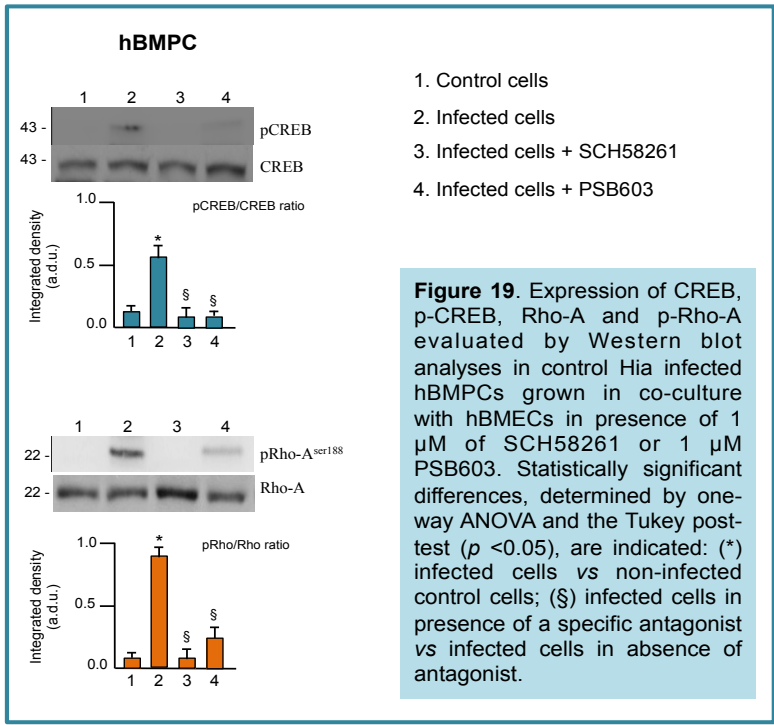 hBMPC
1 2 3 4
43 - pCREB
43 - CREB
1.0
pCREB/CREB ratio
Integrated density
(a.d.u.)
*
0.5
§ §
0.0
1 2 3 4
1 2 3 4
22 - pRho-Aser188
22 - Rho-A
pRho/Rho ratio
1.0
*
Integrated density
(a.d.u.)
0.5
§
§
0.0
1 2 3 4
1. Control cells
2. Infected cells
3. Infected cells + SCH58261
4. Infected cells + PSB603
Figure 19. Expression of CREB,
p-CREB, Rho-A and p-Rho-A
evaluated by Western blot
analyses in control Hia infected
hBMPCs grown in co-culture
with hBMECs in presence of 1
µM of SCH58261 or 1 µM
PSB603. Statistically significant
differences, determined by one-
way ANOVA and the Tukey post-
test (p <0.05), are indicated: (*)
infected cells vs non-infected
control cells; (§) infected cells in
presence of a specific antagonist
vs infected cells in absence of
antagonist.